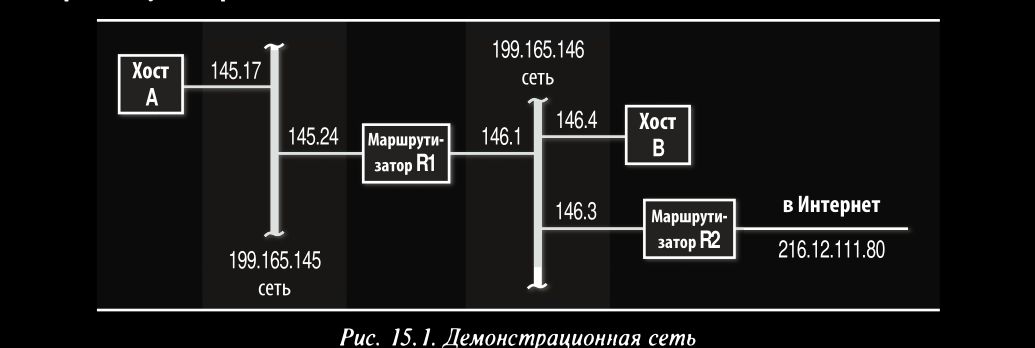 Хост
A
145.17
145.24
199.165.145
сеть
Маршрути-
затор R1
146.1
199.165.146
сеть
146.4
Хост
B
146.3
Маршрути-
затор R2
в Интернет
216.12.111.80
Рис. 15.1. Демонстрационная сеть